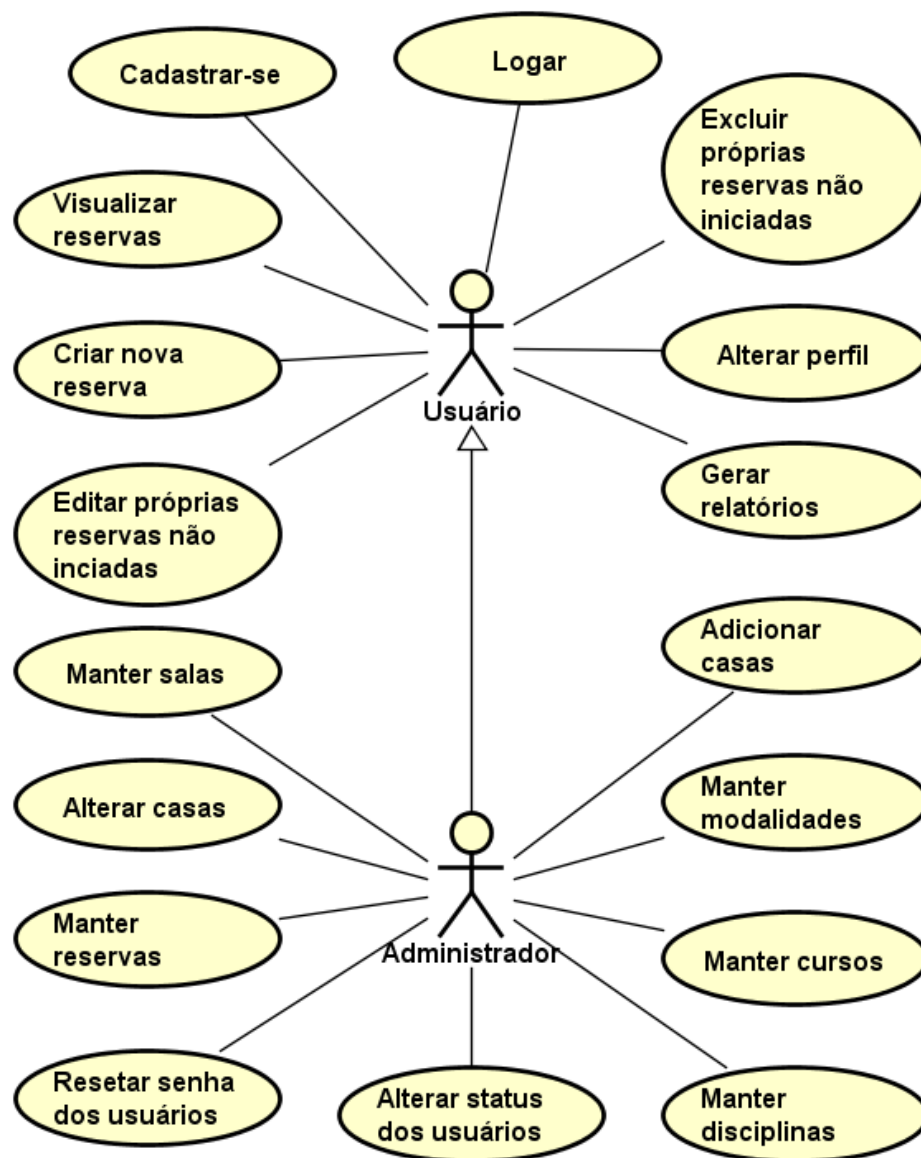 Cadastrar-se
Logar
Excluir
próprias
reservas não
iniciadas
Visualizar
reservas
Criar nova
reserva
Alterar perfil
Usuário
Editar próprias
reservas não
inciadas
Gerar
relatórios
Manter salas
Adicionar
casas
Alterar casas
Manter
modalidades
Manter
reservas
Administrador
Manter cursos
Resetar senha
dos usuários
Alterar status
dos usuários
Manter
disciplinas